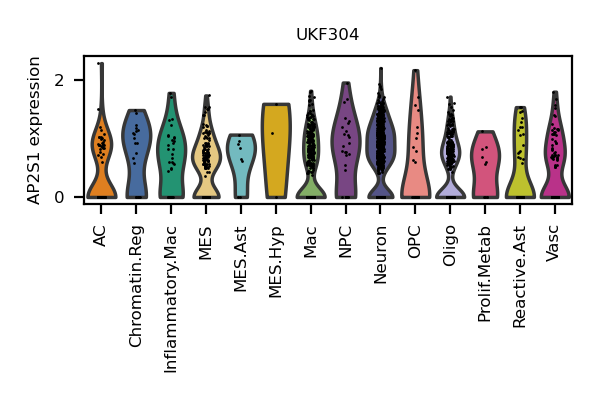 UKF304
AP2S1 expression
2
0
AC
Chromatin.Reg
Inflammatory.Mac
MES
MES.Ast
MES.Hyp
Mac
NPC
Neuron
OPC
Oligo
Prolif.Metab
Reactive.Ast
Vasc